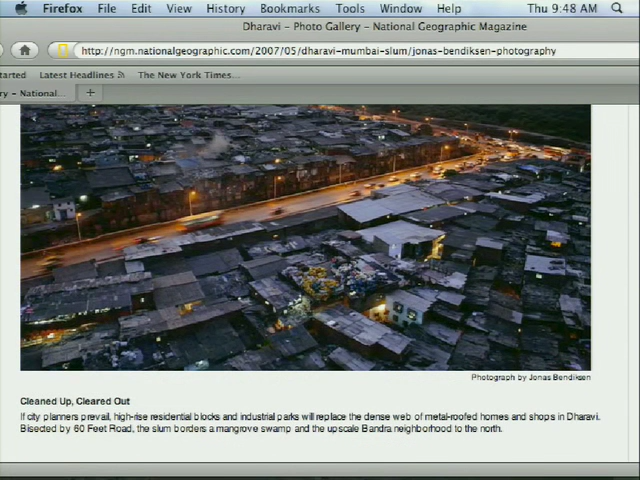 Firefox File Edit View History Bookmarks Tools Window Help Thu 9:48 AM
Dharavi - Photo Gallery - National Geographic Magazine
http://ngm.nationalgeographic.com/2007/05/dharavi-mumbai-slum/jonas-bendiksen-photography
tarted Latest Headlines The New York Times...
ry - National... +
Photograph by Jonas Bendiksen
Cleaned Up, Cleared Out
If city planners prevail, high-rise residential blocks and industrial parks will replace the dense web of metal-roofed homes and shops in Dharavi.
Bisected by 60 Feet Road, the slum borders a mangrove swamp and the upscale Bandra neighborhood to the north.